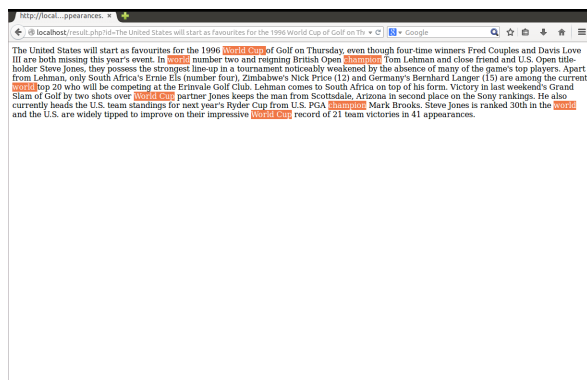 http://local....ppearances. ×
localhost/result.php?id=The United States will start as favourites for the 1996 World Cup of Golf on Th
Google
The United States will start as favourites for the 1996 World Cup of Golf on Thursday, even though four-time winners Fred Couples and Davis Love
III are both missing this year's event. In world number two and reigning British Open champion Tom Lehman and close friend and U.S. Open title-
holder Steve Jones, they possess the strongest line-up in a tournament noticeably weakened by the absence of many of the game's top players. Apart
from Lehman, only South Africa's Ernie Els (number four), Zimbabwe's Nick Price (12) and Germany's Bernhard Langer (15) are among the current
world top 20 who will be competing at the Erinvale Golf Club. Lehman comes to South Africa on top of his form. Victory in last weekend's Grand
Slam of Golf by two shots over World Cup partner Jones keeps the man from Scottsdale, Arizona in second place on the Sony rankings. He also
currently heads the U.S. team standings for next year's Ryder Cup from U.S. PGA champion Mark Brooks. Steve Jones is ranked 30th in the world
and the U.S. are widely tipped to improve on their impressive World Cup record of 21 team victories in 41 appearances.